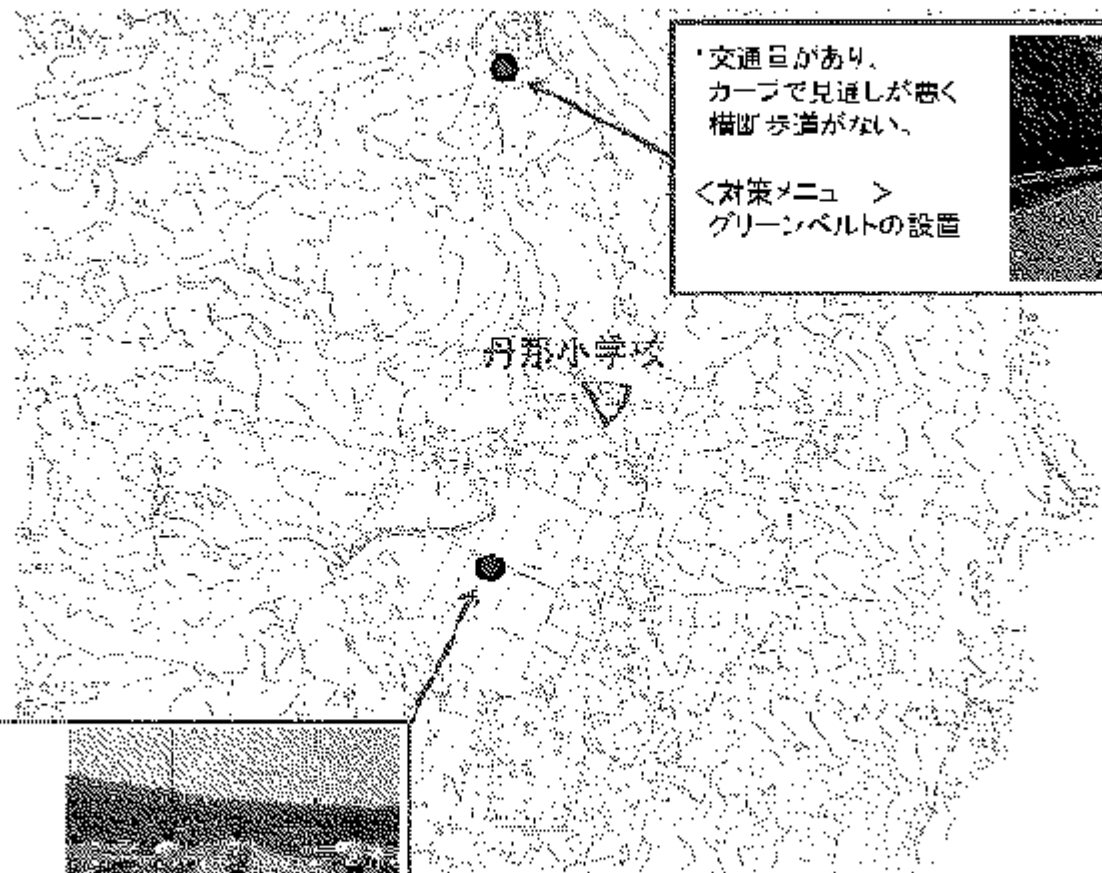 ・交通量があり、
カーブで見通しが悪く
横断歩道がない、
<対策メニュー >
グリーンベルトの設置
丹那小学校